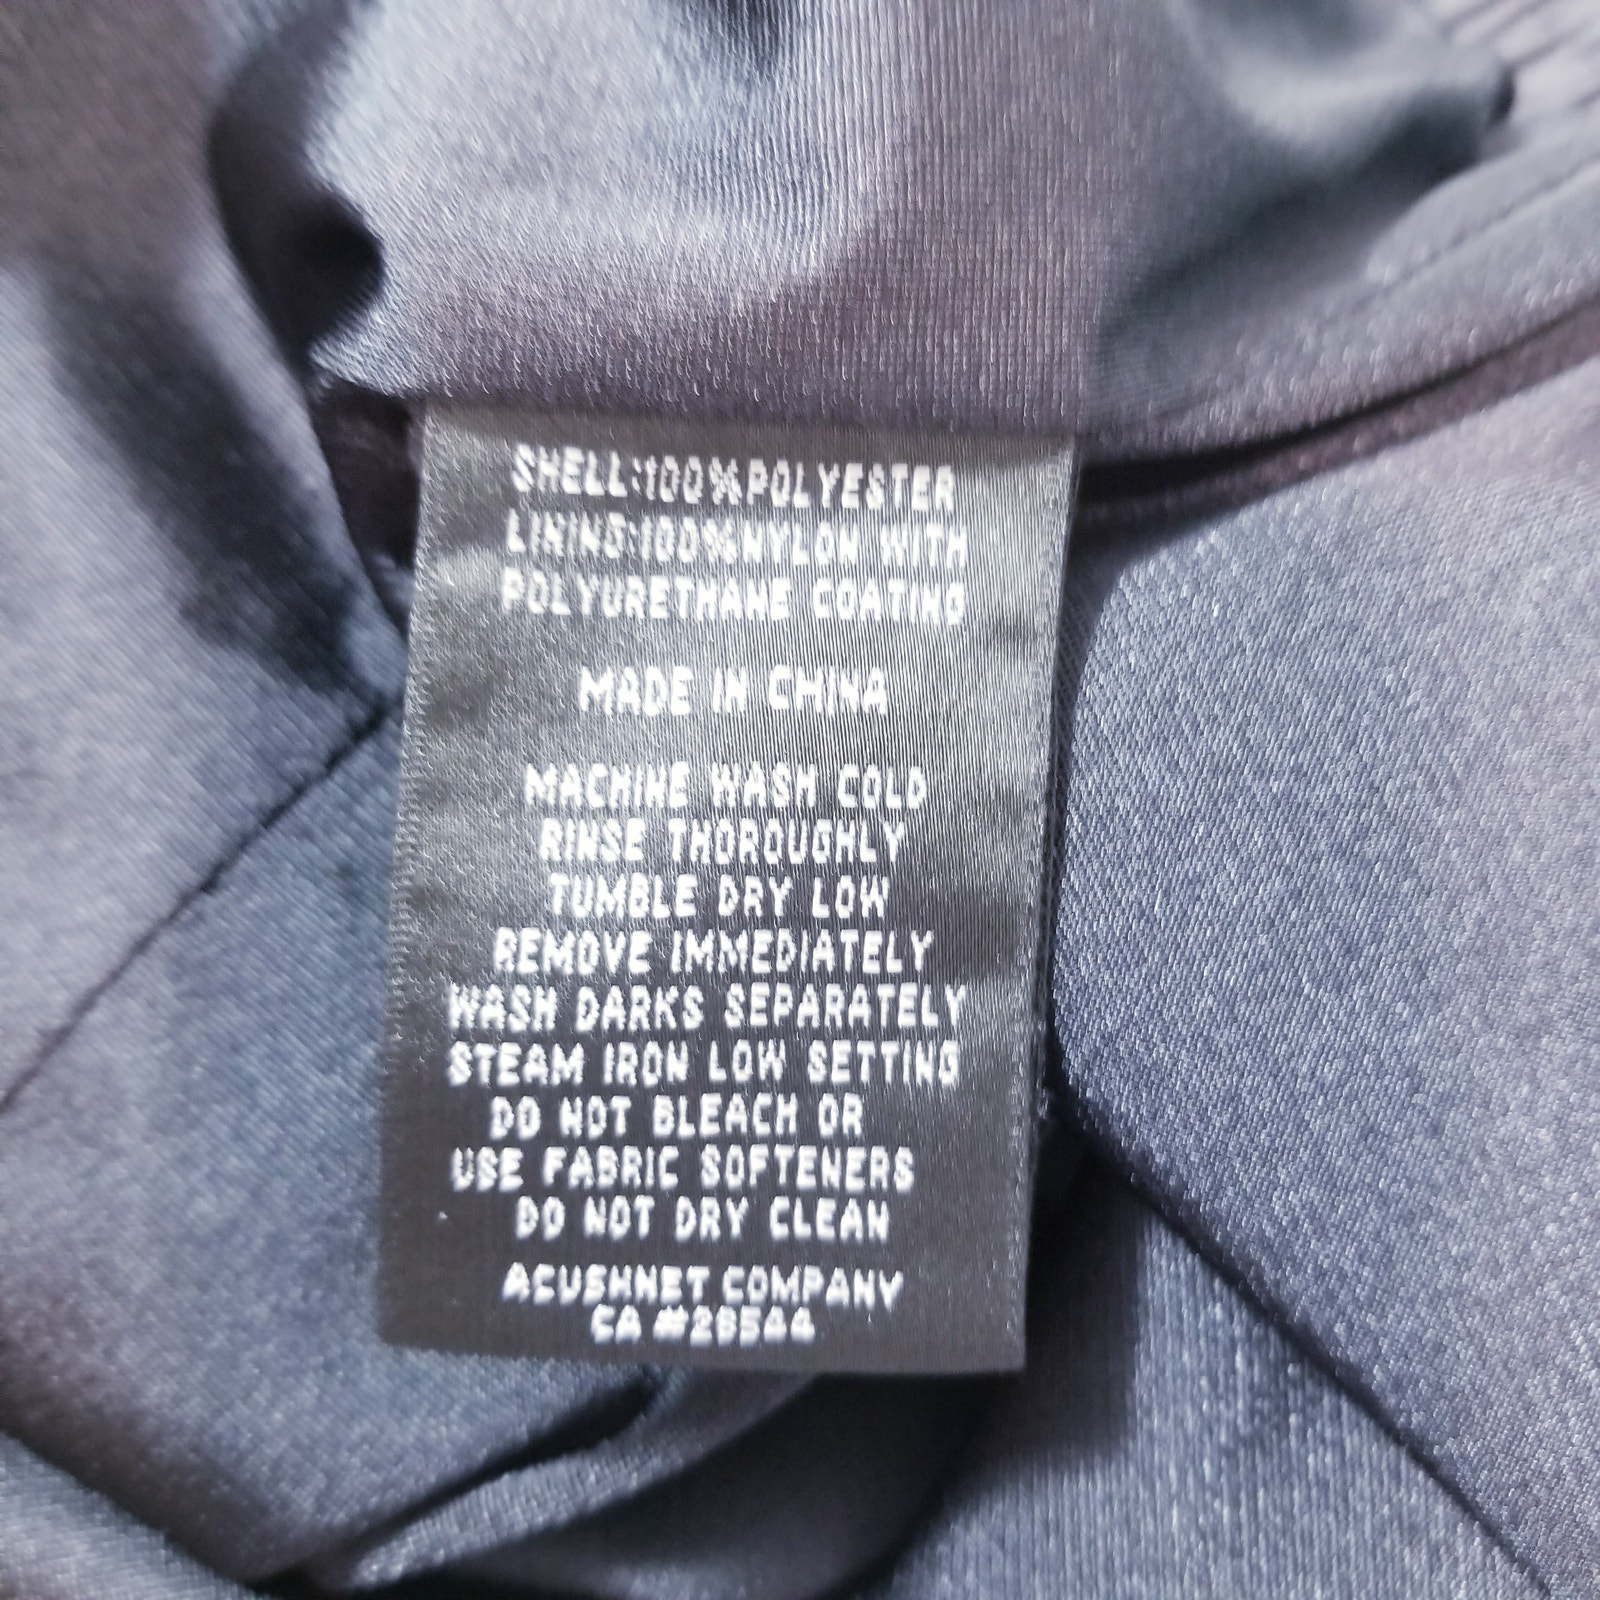 SHELL:100%POLYESTER
LINING:100%NYLON WITH
POLYURETHANE COATING
MADE IN CHINA
MACHINE WASH COLD
RINSE THOROUGHLY
TUMBLE DRY LOW
REMOVE IMMEDIATELY
WASH DARKS SEPARATELY
STEAM IRON LOW SETTING
DO NOT BLEACH OR
USE FABRIC SOFTENERS
DO NOT DRY CLEAN
ACUSHNET COMPANY
CA #26544